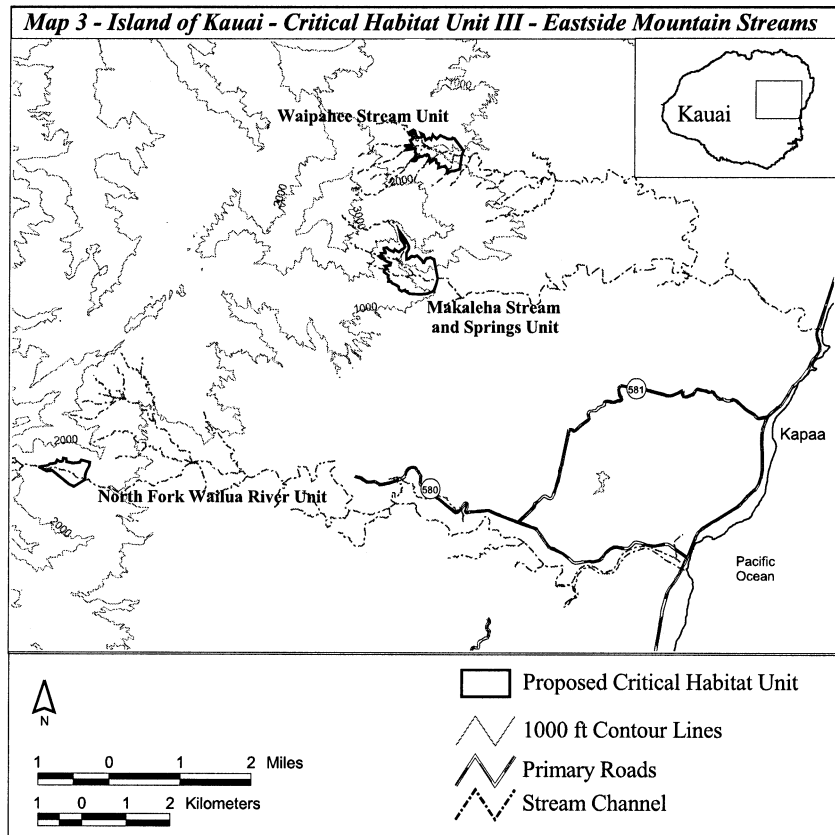 Map 3 - Island of Kauai - Critical Habitat Unit III - Eastside Mountain Streams
Kauai
1000
Waipahee Stream Unit
2000
2000
3000
1000
Makaleha Stream
and Springs Unit
581
Kapaa
2000
North Fork Wailua River Unit
580
2000
Pacific
Ocean
N
1 0 1 2 Miles
1 0 1 2 Kilometers
Proposed Critical Habitat Unit
1000 ft Contour Lines
Primary Roads
Stream Channel